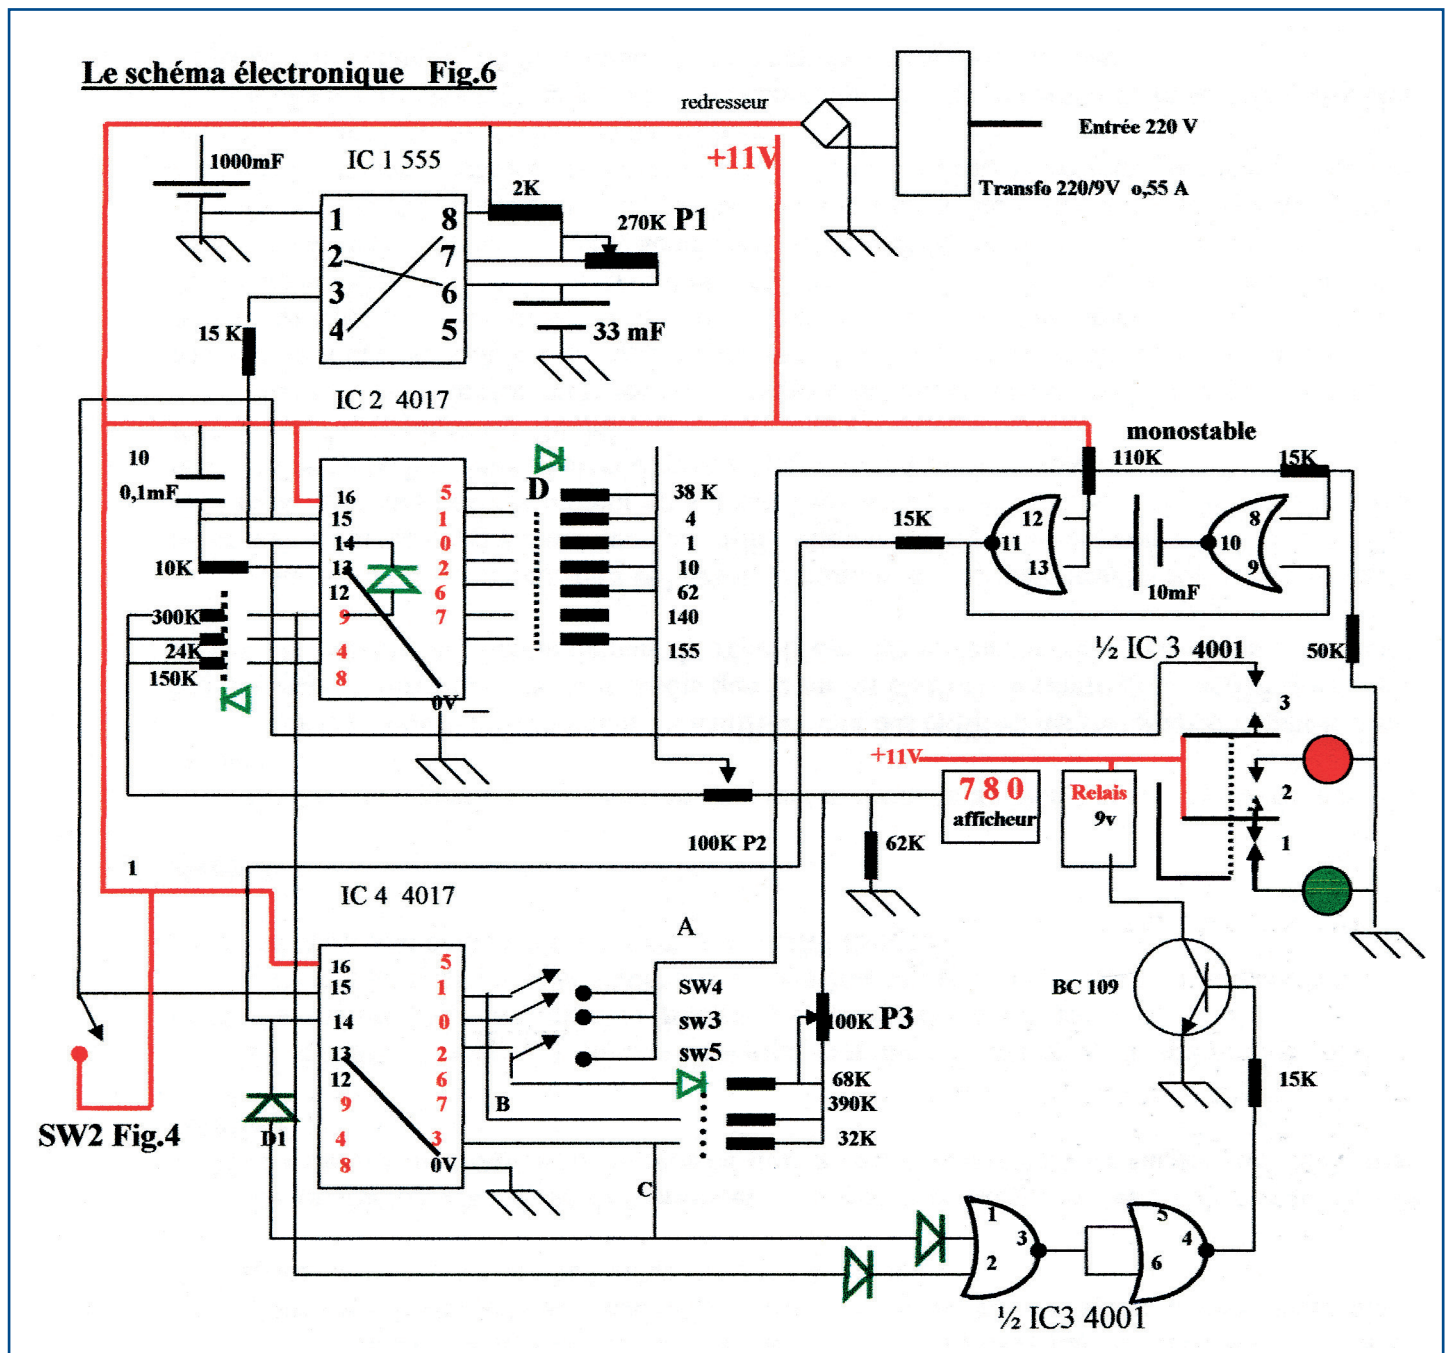 Le schéma électronique Fig.6
redresseur
Entrée 220 V
Transfo 220/9V o,55 A
+11V
1000mF
IC 1 555
1
2
3
4
8
7
6
5
2K
270K P1
33 mF
15 K
IC 2 4017
10
0,1mF
10K
300K
24K
150K
16
15
14
13
12
9
4
8
5
1
0
2
6
7
0V
D
38 K
4
1
10
62
140
155
monostable
110K
15K
15K
12
11
13
8
10
9
10mF
½ IC 3 4001
50K
3
2
1
+11V
7 8 0
afficheur
Relais
9v
100K P2
62K
1
IC 4 4017
16
15
14
13
12
9
4
8
5
1
0
2
6
7
3
0V
A
SW4
sw3
sw5
B
C
100K P3
68K
390K
32K
BC 109
15K
SW2 Fig.4
D1
1
2
3
5
6
4
½ IC3 4001